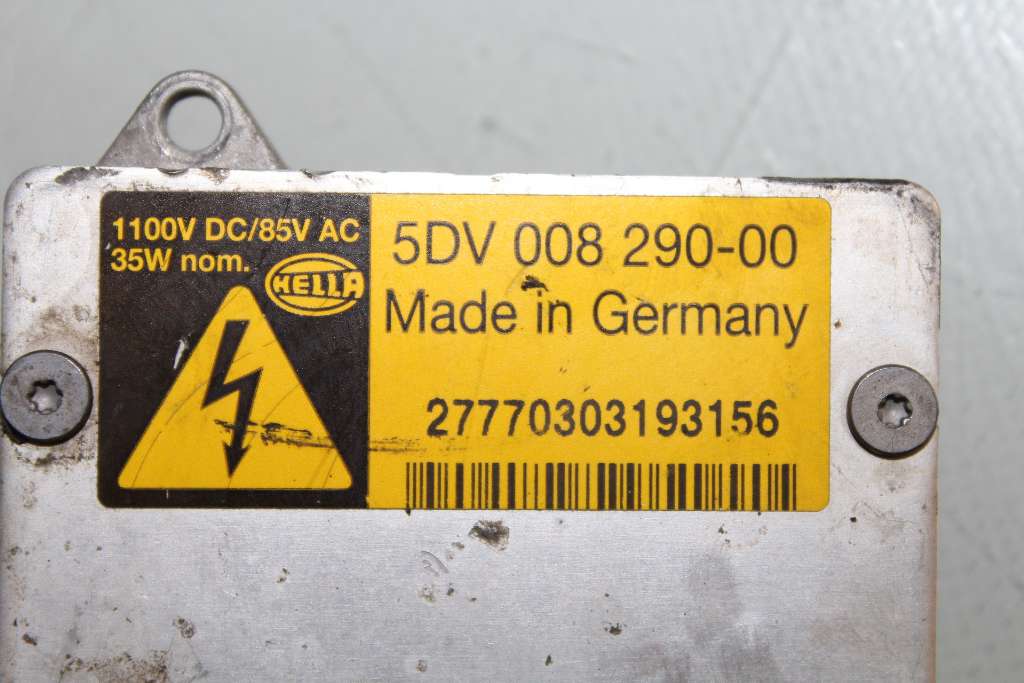 1100V DC/85V AC
35W nom.
HELLA
5DV 008 290-00
Made in Germany
27770303193156